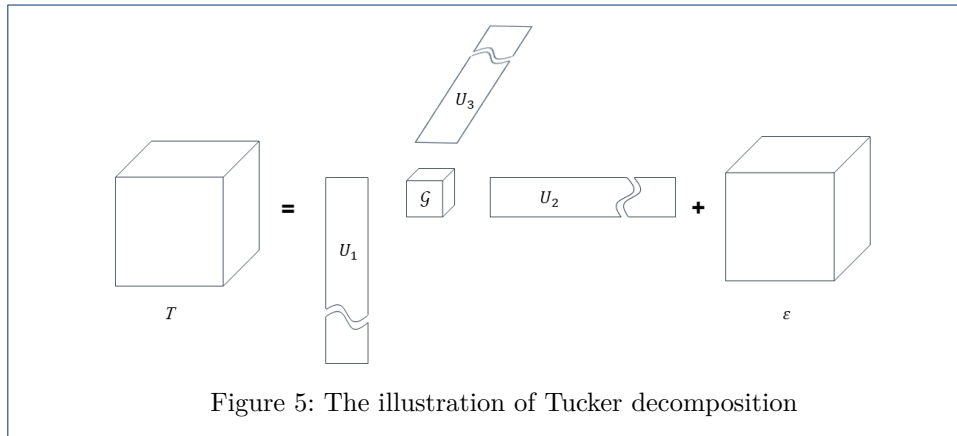 U₃
𝒢
U₂
=
+
U₁
T
ε
Figure 5: The illustration of Tucker decomposition